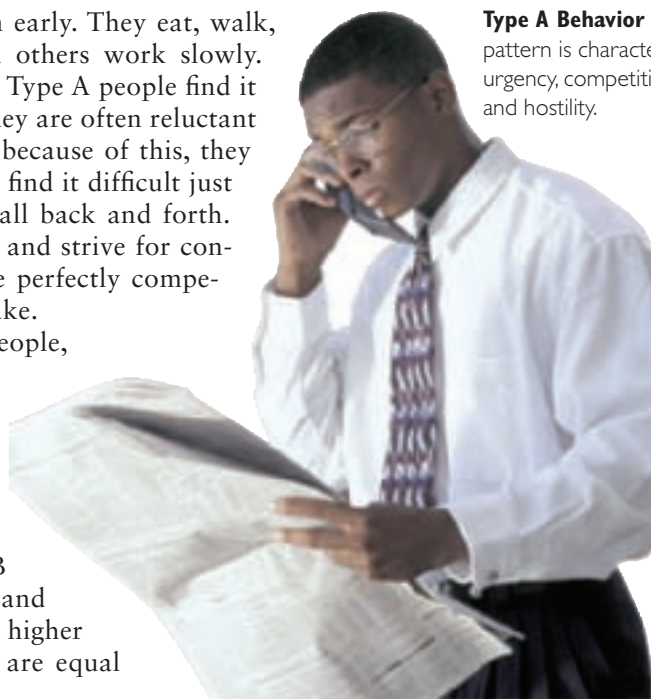 n early. They eat, walk,
others work slowly.
Type A people find it
ey are often reluctant
because of this, they
find it difficult just
all back and forth.
and strive for con-
e perfectly compe-
ke.
eople,
B
and
higher
are equal
Type A Behavior
pattern is characte
urgency, competiti
and hostility.